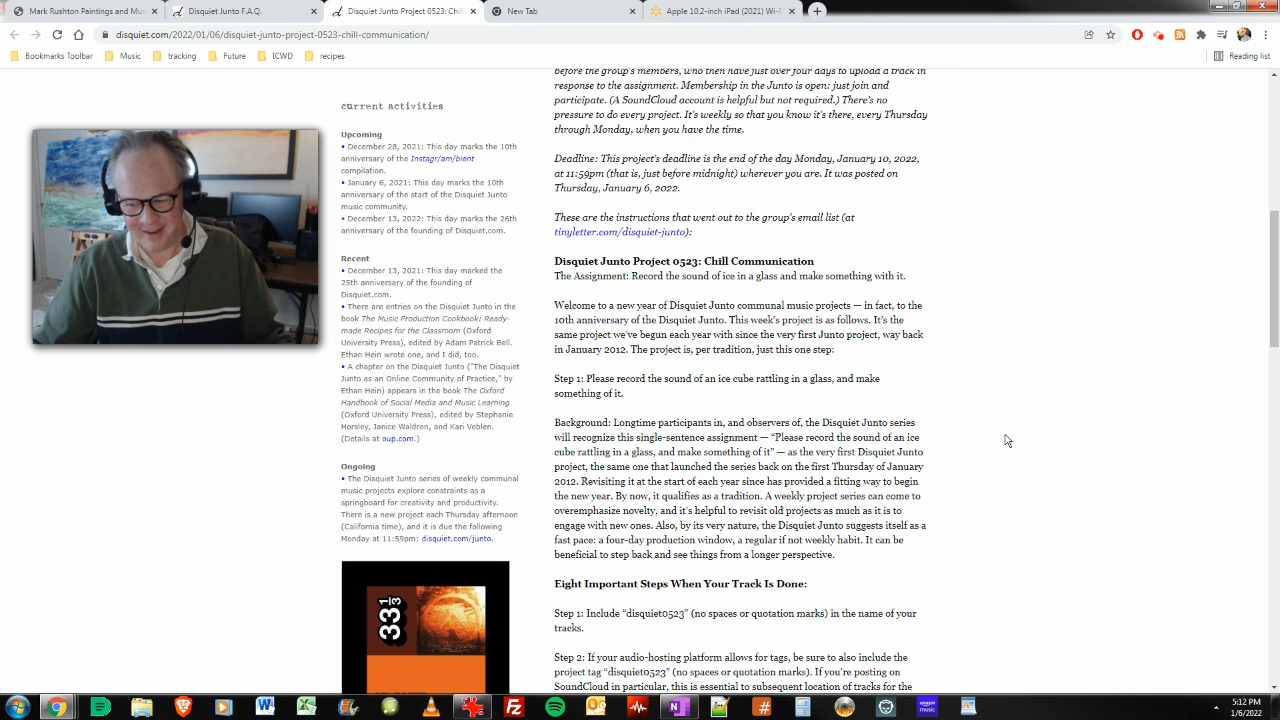 Mark Rushton Paintings and Mus
Disquiet F.A.Q.
Disquiet Junto Project 0523: Chill
New Tab
Apple 10.2-inch iPad (2021) Wi-F
disquiet.com/2022/01/06/disquiet-junto-project-0523-chill-communication/
Bookmarks Toolbar
Music
tracking
Future
ICWD
recipes
Reading list
current activities
Upcoming
• December 28, 2021: This day marks the 10th
anniversary of the Instagr/am/bient
compilation.
• January 6, 2021: This day marks the 10th
anniversary of the start of the Disquiet Junto
music community.
• December 13, 2022: This day marks the 26th
anniversary of the founding of Disquiet.com.
Recent
• December 13, 2021: This day marked the
25th anniversary of the founding of
Disquiet.com.
• There are entries on the Disquiet Junto in the
book The Music Production Cookbook: Ready-
made Recipes for the Classroom (Oxford
University Press), edited by Adam Patrick Bell.
Ethan Hein wrote one, and I did, too.
• A chapter on the Disquiet Junto ("The Disquiet
Junto as an Online Community of Practice," by
Ethan Hein) appears in the book The Oxford
Handbook of Social Media and Music Learning
(Oxford University Press), edited by Stephanie
Horsley, Janice Waldron, and Kari Veblen.
(Details at oup.com.)
Ongoing
• The Disquiet Junto series of weekly communal
music projects explore constraints as a
springboard for creativity and productivity.
There is a new project each Thursday afternoon
(California time), and it is due the following
Monday at 11:59pm: disquiet.com/junto.
33 1/3
before the group's members, who then have just over four days to upload a track in
response to the assignment. Membership in the Junto is open: just join and
participate. (A SoundCloud account is helpful but not required.) There's no
pressure to do every project. It's weekly so that you know it's there, every Thursday
through Monday, when you have the time.
Deadline: This project's deadline is the end of the day Monday, January 10, 2022,
at 11:59pm (that is, just before midnight) wherever you are. It was posted on
Thursday, January 6, 2022.
These are the instructions that went out to the group's email list (at
tinyletter.com/disquiet-junto):
Disquiet Junto Project 0523: Chill Communication
The Assignment: Record the sound of ice in a glass and make something with it.
Welcome to a new year of Disquiet Junto communal music projects — in fact, to the
10th anniversary of the Disquiet Junto. This week's project is as follows. It's the
same project we've begun each year with since the very first Junto project, way back
in January 2012. The project is, per tradition, just this one step:
Step 1: Please record the sound of an ice cube rattling in a glass, and make
something of it.
Background: Longtime participants in, and observers of, the Disquiet Junto series
will recognize this single-sentence assignment — "Please record the sound of an ice
cube rattling in a glass, and make something of it" — as the very first Disquiet Junto
project, the same one that launched the series back on the first Thursday of January
2012. Revisiting it at the start of each year since has provided a fitting way to begin
the new year. By now, it qualifies as a tradition. A weekly project series can come to
overemphasize novelty, and it's helpful to revisit old projects as much as it is to
engage with new ones. Also, by its very nature, the Disquiet Junto suggests itself as a
fast pace: a four-day production window, a regular if not weekly habit. It can be
beneficial to step back and see things from a longer perspective.
Eight Important Steps When Your Track Is Done:
Step 1: Include "disquiet0523" (no spaces or quotation marks) in the name of your
tracks.
Step 2: If your audio-hosting platform allows for tags, be sure to also include the
project tag "disquiet0523" (no spaces or quotation marks). If you're posting on
SoundCloud in particular, this is essential to subsequent location of tracks for the
amazon
music
5:12 PM
1/6/2022